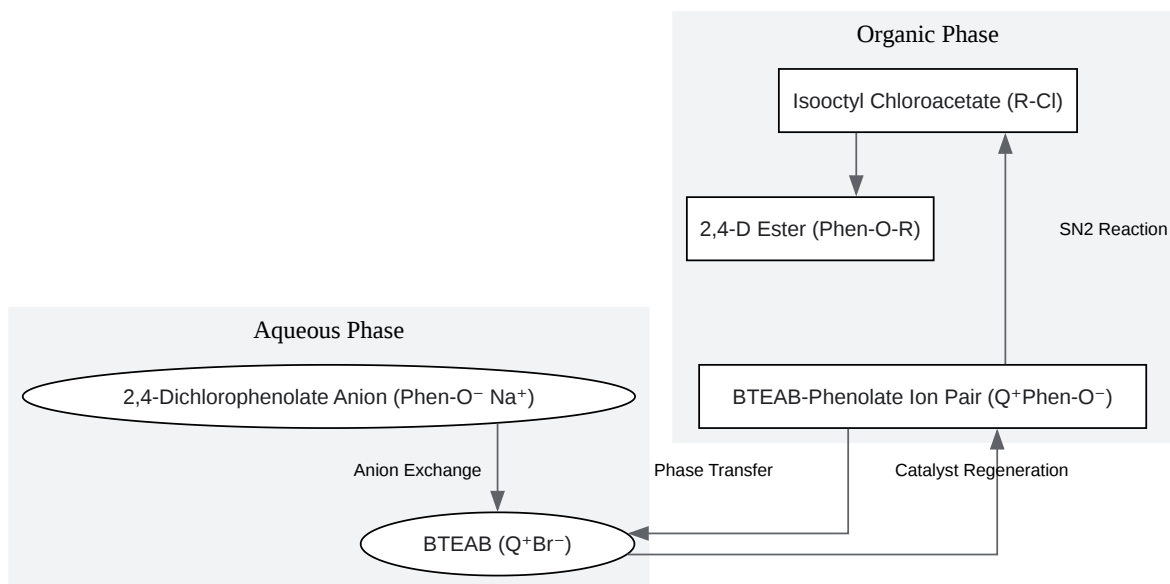 Organic Phase
Isooctyl Chloroacetate (R-Cl)
2,4-D Ester (Phen-O-R)
SN2 Reaction
Aqueous Phase
2,4-Dichlorophenolate Anion (Phen-O⁻ Na⁺)
BTEAB-Phenolate Ion Pair (Q⁺Phen-O⁻)
Anion Exchange
Phase Transfer
Catalyst Regeneration
BTEAB (Q⁺Br⁻)